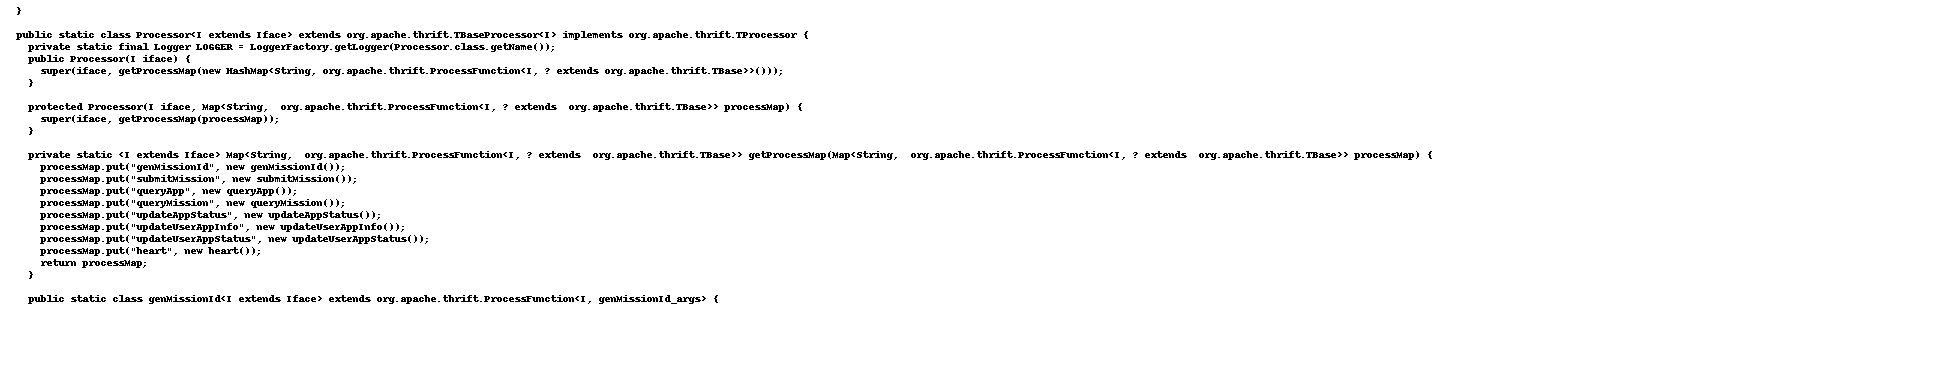 }
public static class Processor<I extends Iface> extends org.apache.thrift.TBaseProcessor<I> implements org.apache.thrift.TProcessor {
private static final Logger LOGGER = LoggerFactory.getLogger(Processor.class.getName());
public Processor(I iface) {
super(iface, getProcessMap(new HashMap<String, org.apache.thrift.ProcessFunction<I, ? extends org.apache.thrift.TBase>>()));
}
protected Processor(I iface, Map<String,  org.apache.thrift.ProcessFunction<I, ? extends  org.apache.thrift.TBase>> processMap) {
super(iface, getProcessMap(processMap));
}
private static <I extends Iface> Map<String,  org.apache.thrift.ProcessFunction<I, ? extends  org.apache.thrift.TBase>> getProcessMap(Map<String,  org.apache.thrift.ProcessFunction<I, ? extends  org.apache.thrift.TBase>> processMap) {
processMap.put("genMissionId", new genMissionId());
processMap.put("submitMission", new submitMission());
processMap.put("queryApp", new queryApp());
processMap.put("queryMission", new queryMission());
processMap.put("updateAppStatus", new updateAppStatus());
processMap.put("updateUserAppInfo", new updateUserAppInfo());
processMap.put("updateUserAppStatus", new updateUserAppStatus());
processMap.put("heart", new heart());
return processMap;
}
public static class genMissionId<I extends Iface> extends org.apache.thrift.ProcessFunction<I, genMissionId_args> {